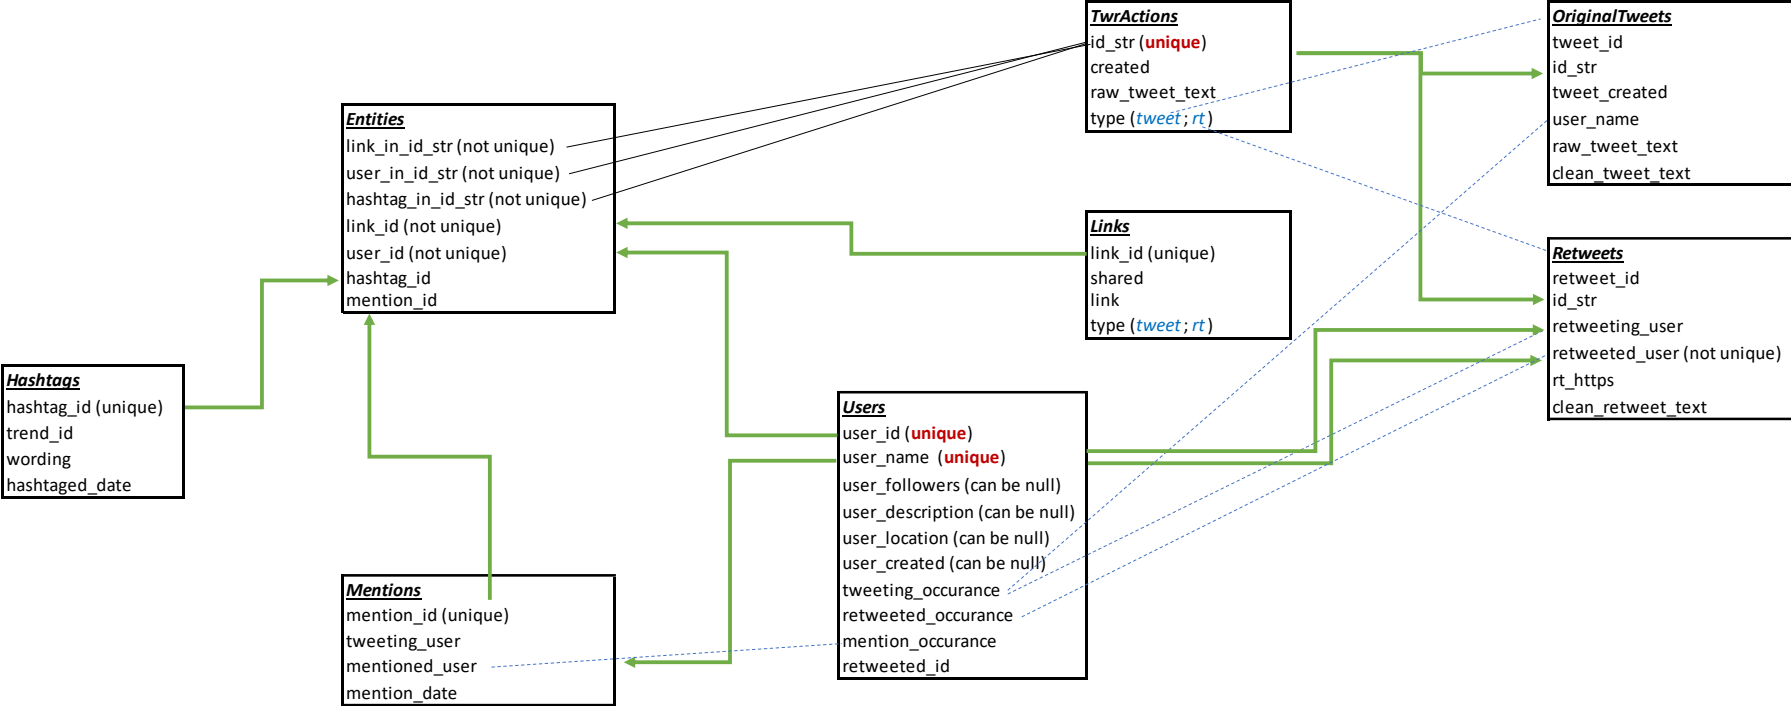 TwrActions
id_str (unique)
created
raw_tweet_text
type (tweet ; rt )
OriginalTweets
tweet_id
id_str
tweet_created
user_name
raw_tweet_text
clean_tweet_text
Entities
link_in_id_str (not unique)
user_in_id_str (not unique)
hashtag_in_id_str (not unique)
link_id (not unique)
user_id (not unique)
hashtag_id
mention_id
Links
link_id (unique)
shared
link
type (tweet ; rt )
Retweets
retweet_id
id_str
retweeting_user
retweeted_user (not unique)
rt_https
clean_retweet_text
Hashtags
hashtag_id (unique)
trend_id
wording
hashtaged_date
Users
user_id (unique)
user_name (unique)
user_followers (can be null)
user_description (can be null)
user_location (can be null)
user_created (can be null)
tweeting_occurance
retweeted_occurance
mention_occurance
retweeted_id
Mentions
mention_id (unique)
tweeting_user
mentioned_user
mention_date